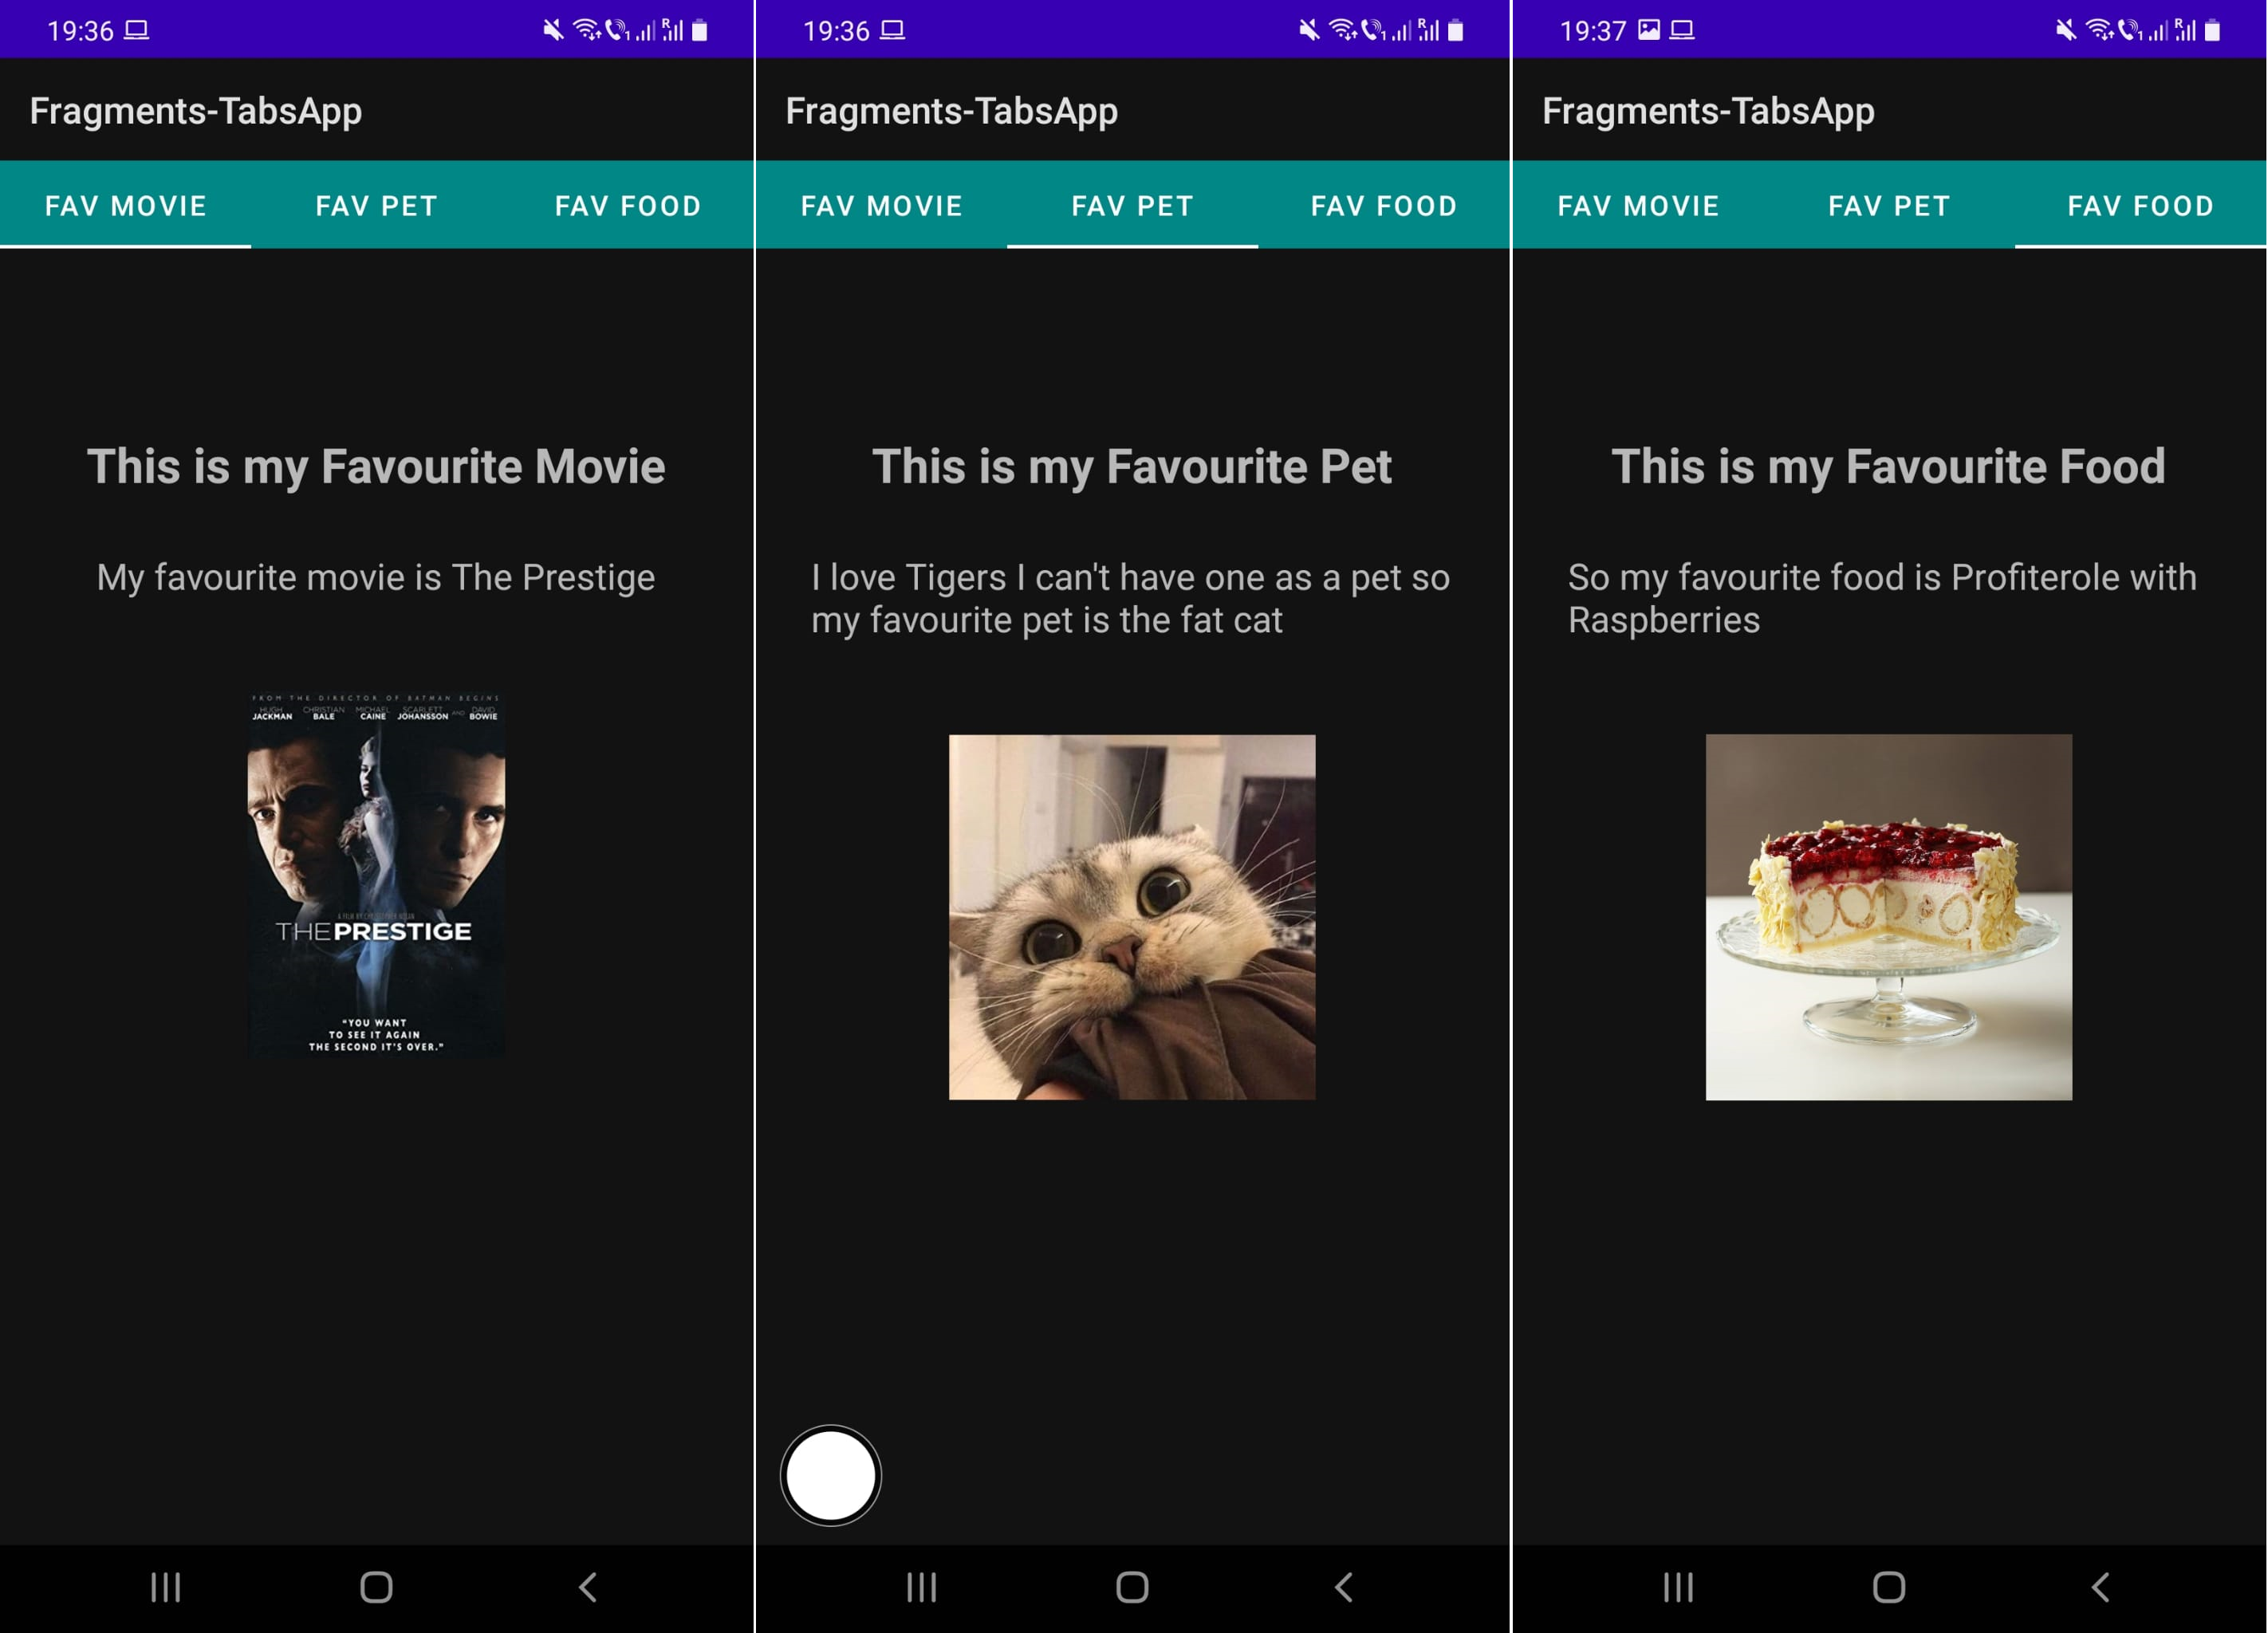 19:36
Fragments-TabsApp
FAV MOVIE FAV PET FAV FOOD
This is my Favourite Movie
My favourite movie is The Prestige
FROM THE DIRECTOR OF BATMAN BEGINS
HUGH JACKMAN CHRISTIAN BALE MICHAEL CAINE SCARLETT JOHANSSON AND DAVID BOWIE
A FILM BY CHRISTOPHER NOLAN
THE PRESTIGE
"YOU WANT
TO SEE IT AGAIN
THE SECOND IT'S OVER."
19:36
Fragments-TabsApp
FAV MOVIE FAV PET FAV FOOD
This is my Favourite Pet
I love Tigers I can't have one as a pet so
my favourite pet is the fat cat
19:37
Fragments-TabsApp
FAV MOVIE FAV PET FAV FOOD
This is my Favourite Food
So my favourite food is Profiterole with
Raspberries